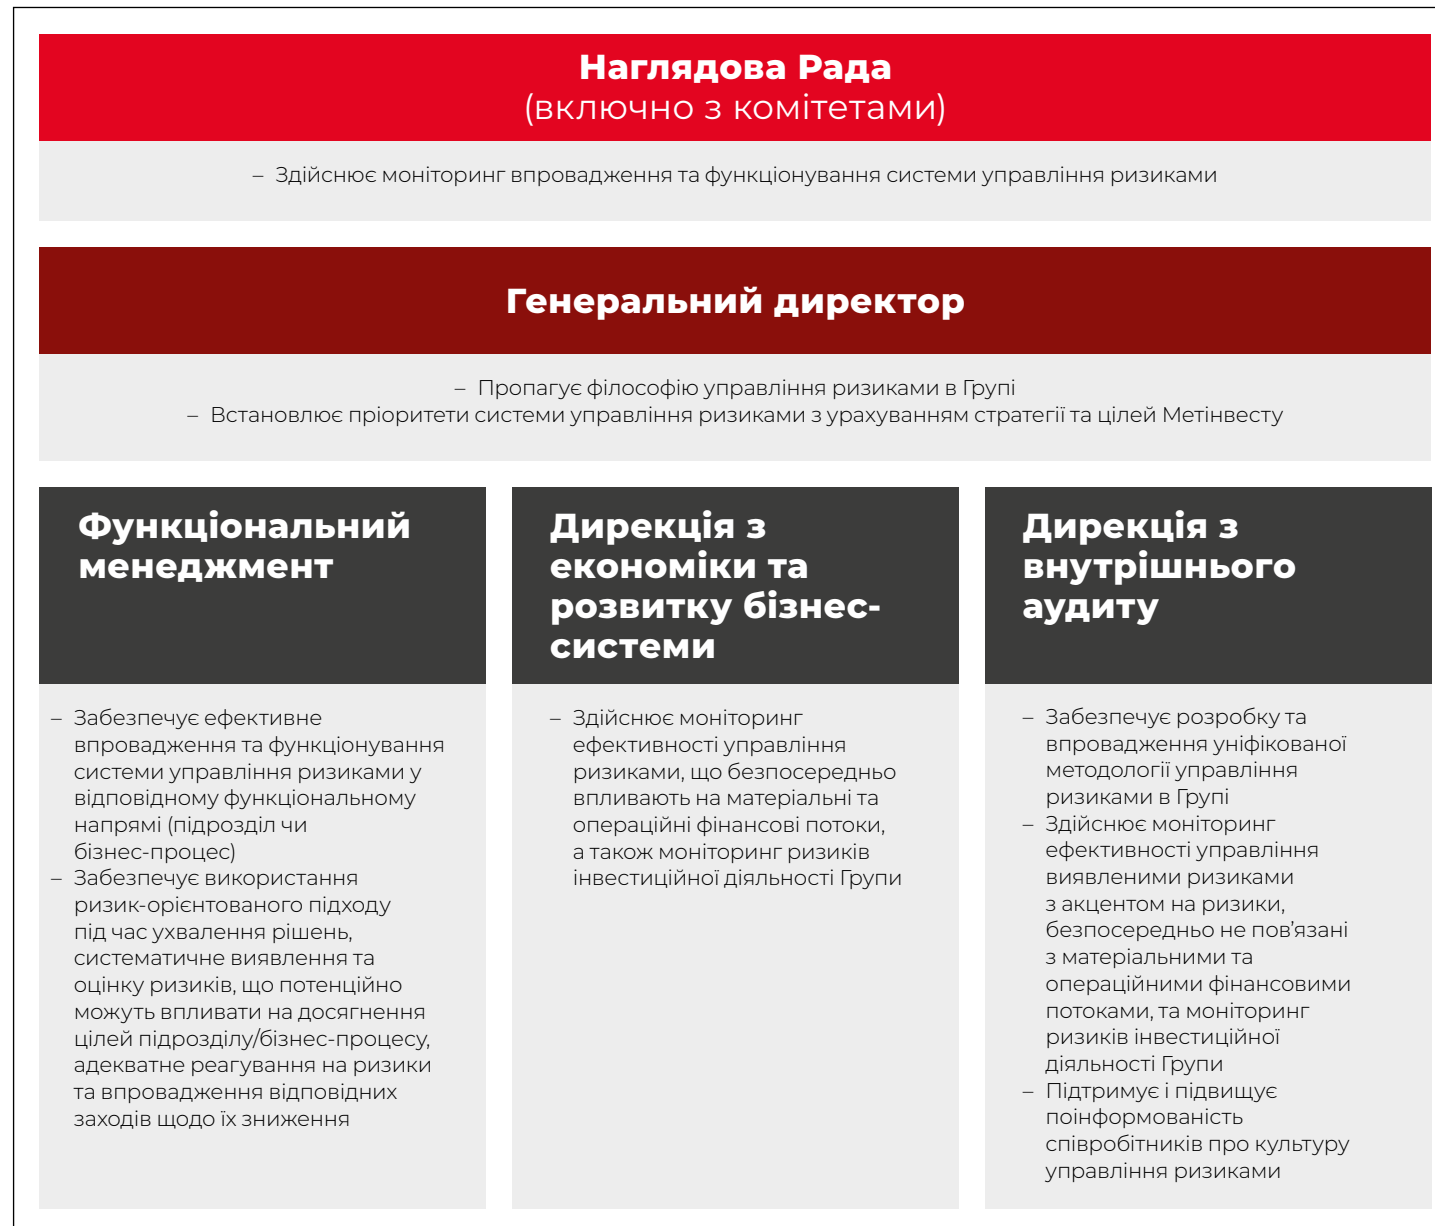 Наглядова Рада
(включно з комітетами)
– Здійснює моніторинг впровадження та функціонування системи управління ризиками
Генеральний директор
– Пропагує філософію управління ризиками в Групі
– Встановлює пріоритети системи управління ризиками з урахуванням стратегії та цілей Метінвесту
Функціональний
менеджмент
– Забезпечує ефективне
впровадження та функціонування
системи управління ризиками у
відповідному функціональному
напрямі (підрозділ чи
бізнес-процес)
– Забезпечує використання
ризик-орієнтованого підходу
під час ухвалення рішень,
систематичне виявлення та
оцінку ризиків, що потенційно
можуть впливати на досягнення
цілей підрозділу/бізнес-процесу,
адекватне реагування на ризики
та впровадження відповідних
заходів щодо їх зниження
Дирекція з
економіки та
розвитку бізнес-
системи
– Здійснює моніторинг
ефективності управління
ризиками, що безпосередньо
впливають на матеріальні та
операційні фінансові потоки,
а також моніторинг ризиків
інвестиційної діяльності Групи
Дирекція з
внутрішнього
аудиту
– Забезпечує розробку та
впровадження уніфікованої
методології управління
ризиками в Групі
– Здійснює моніторинг
ефективності управління
виявленими ризиками
з акцентом на ризики,
безпосередньо не пов’язані
з матеріальними та
операційними фінансовими
потоками, та моніторинг
ризиків інвестиційної
діяльності Групи
– Підтримує і підвищує
поінформованість
співробітників про культуру
управління ризиками